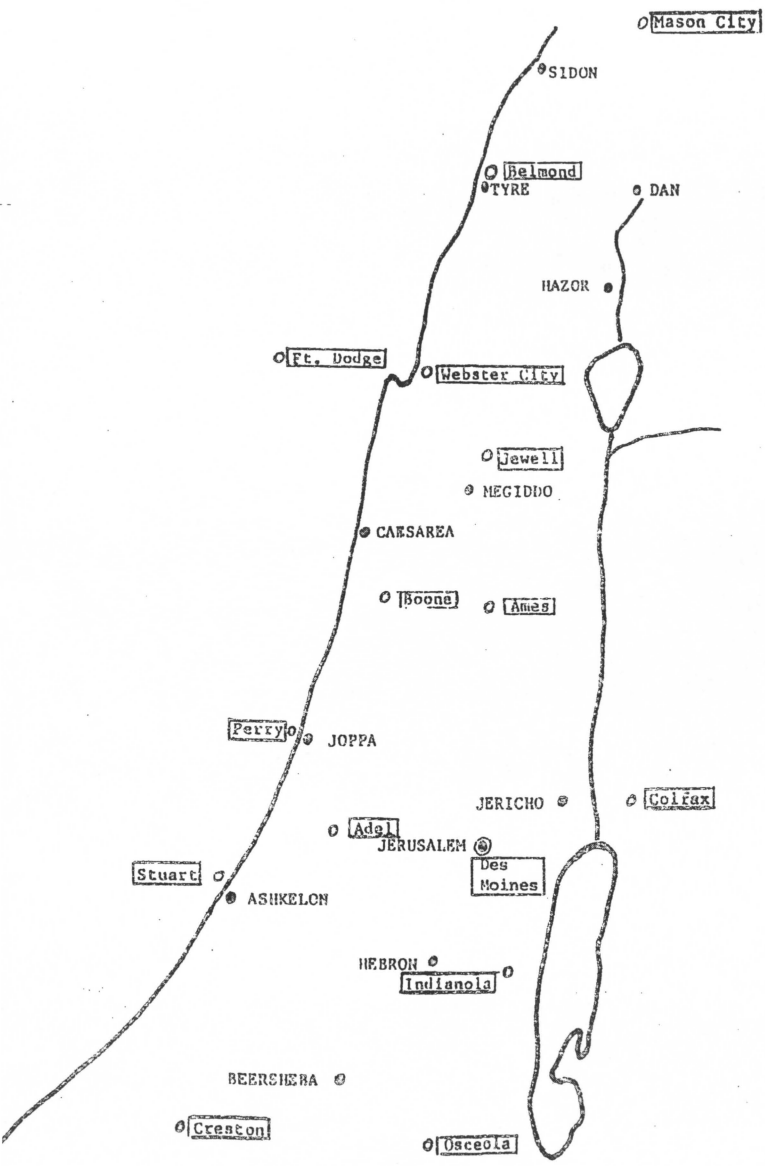 Mason City
SIDON
Belmond
TYRE
DAN
HAZOR
Ft. Dodge
Webster City
Jewell
MEGIDDO
CAESAREA
Boone
Ames
Perry
JOPPA
JERICHO
Colfax
Adel
JERUSALEM
Des
Moines
Stuart
ASHKELON
HEBRON
Indianola
BEERSHEBA
Creston
Osceola